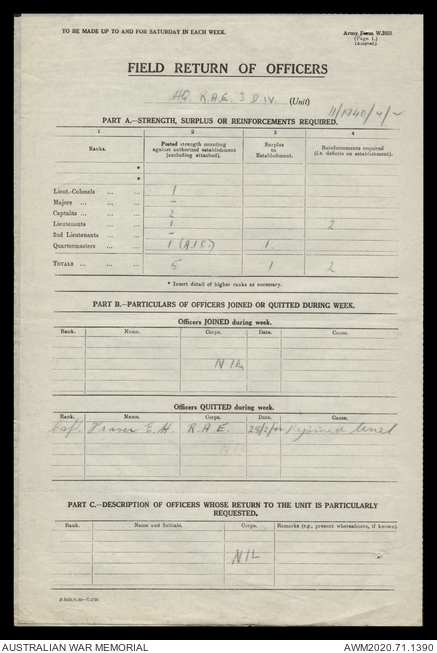 TO BE MADE UP TO AND FOR SATURDAY IN EACH WEEK.
Army Form W.3001
(Page 1.)
(Adapted.)
FIELD RETURN OF OFFICERS
HQ R.A.E. 3 DIV. (Unit)
PART A.—STRENGTH, SURPLUS OR REINFORCEMENTS REQUIRED.
1 2 3 4
Ranks. Posted strength counting against authorized establishment (excluding attached). Surplus to Establishment. Reinforcements required (i.e. deficits on establishment).
*
*
Lieut.-Colonels ... ... 1
Majors ... ... ... –
Captains ... ... ... 2
Lieutenants ... ... 1 2
2nd Lieutenants ... ... –
Quartermasters ... ... 1 1
TOTALS ... ... ... 5 1 2
* Insert detail of higher ranks as necessary.
PART B.—PARTICULARS OF OFFICERS JOINED OR QUITTED DURING WEEK.
Officers JOINED during week.
Rank. Name. Corps. Date. Cause.
NIL
Officers QUITTED during week.
Rank. Name. Corps. Date. Cause.
Capt. Fraser E.H. R.A.E. Rejoined Unit
NIL
PART C.—DESCRIPTION OF OFFICERS WHOSE RETURN TO THE UNIT IS PARTICULARLY REQUESTED.
Rank. Name and Initials. Corps. Remarks (e.g., present whereabouts, if known).
NIL
AUSTRALIAN WAR MEMORIAL AWM2020.71.1390